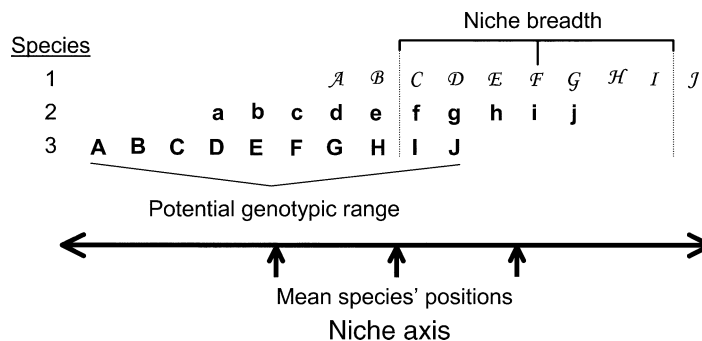 Niche breadth
Species
1 𝒜 ℬ 𝒞 𝒟 ℰ ℱ 𝒢 ℋ ℐ 𝒥
2 a b c d e f g h i j
3 A B C D E F G H I J
Potential genotypic range
Mean species' positions
Niche axis